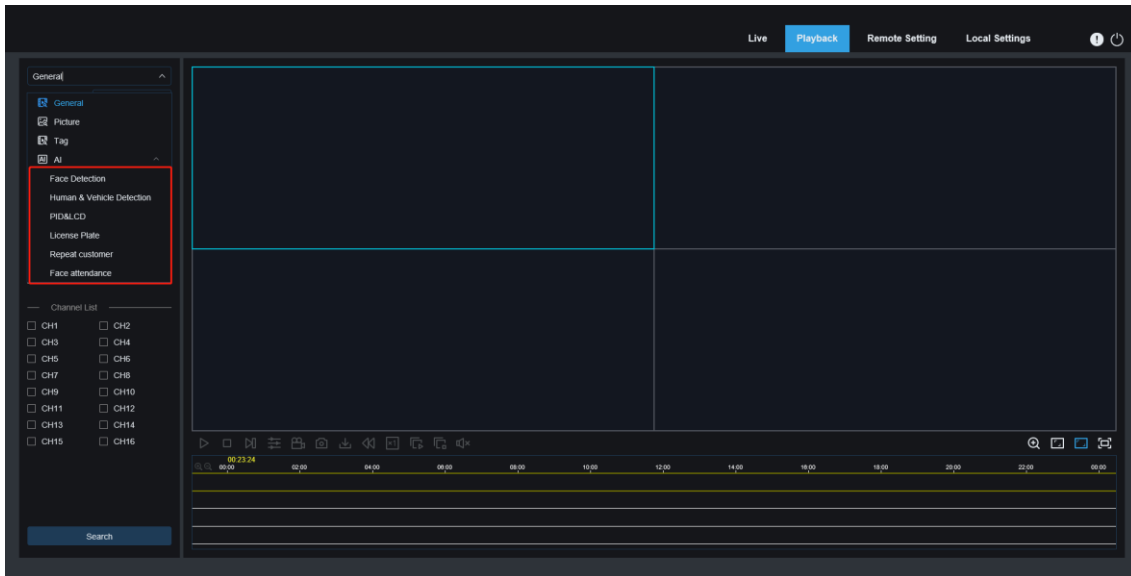 Live Playback Remote Setting Local Settings
General
General
Picture
Tag
AI AI
Face Detection
Human & Vehicle Detection
PID&LCD
License Plate
Repeat customer
Face attendance
Channel List
CH1 CH2
CH3 CH4
CH5 CH6
CH7 CH8
CH9 CH10
CH11 CH12
CH13 CH14
CH15 CH16
Search
×1
00:23:24
00:00 02:00 04:00 06:00 08:00 10:00 12:00 14:00 16:00 18:00 20:00 22:00 00:00